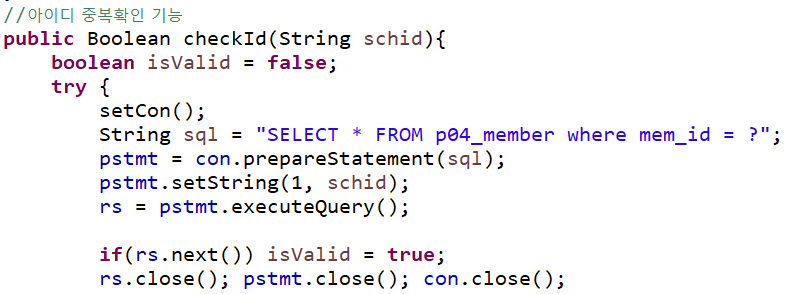 //아이디 중복확인 기능
public Boolean checkId(String schid){
    boolean isValid = false;
    try {
        setCon();
        String sql = "SELECT * FROM p04_member where mem_id = ?";
        pstmt = con.prepareStatement(sql);
        pstmt.setString(1, schid);
        rs = pstmt.executeQuery();

        if(rs.next()) isValid = true;
        rs.close(); pstmt.close(); con.close();